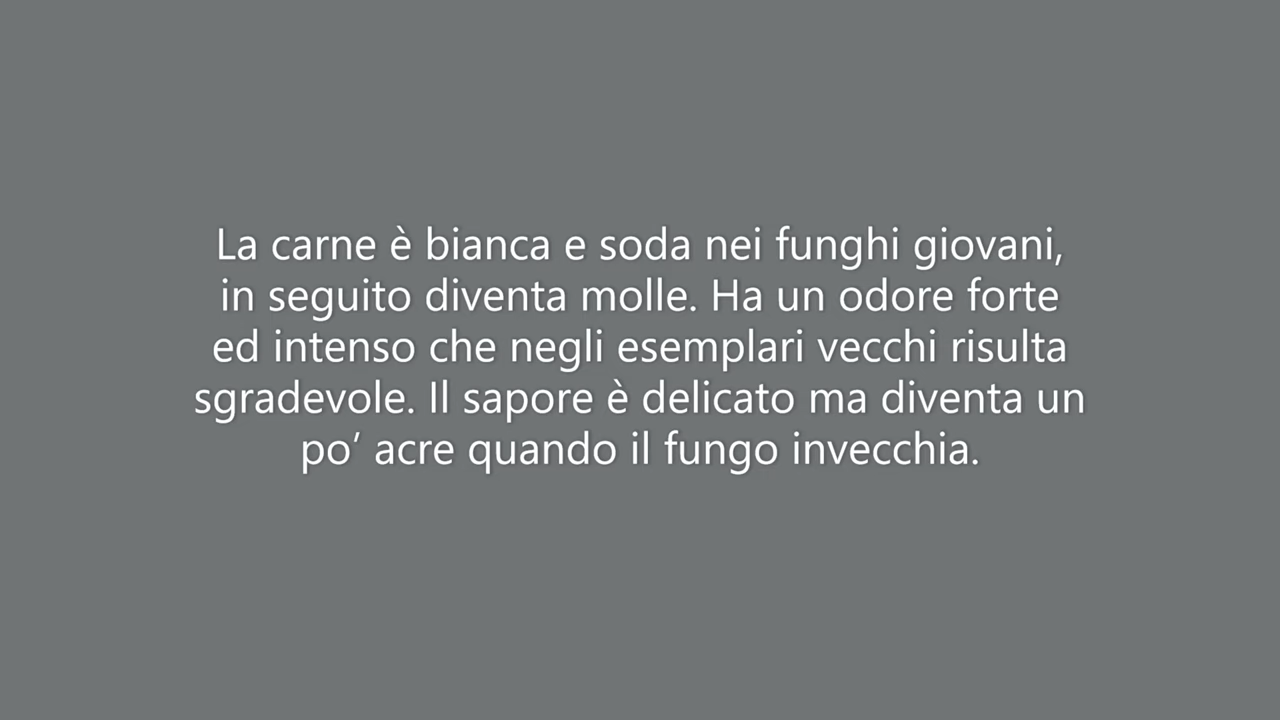 La carne è bianca e soda nei funghi giovani,
in seguito diventa molle. Ha un odore forte
ed intenso che negli esemplari vecchi risulta
sgradevole. Il sapore è delicato ma diventa un
po’ acre quando il fungo invecchia.